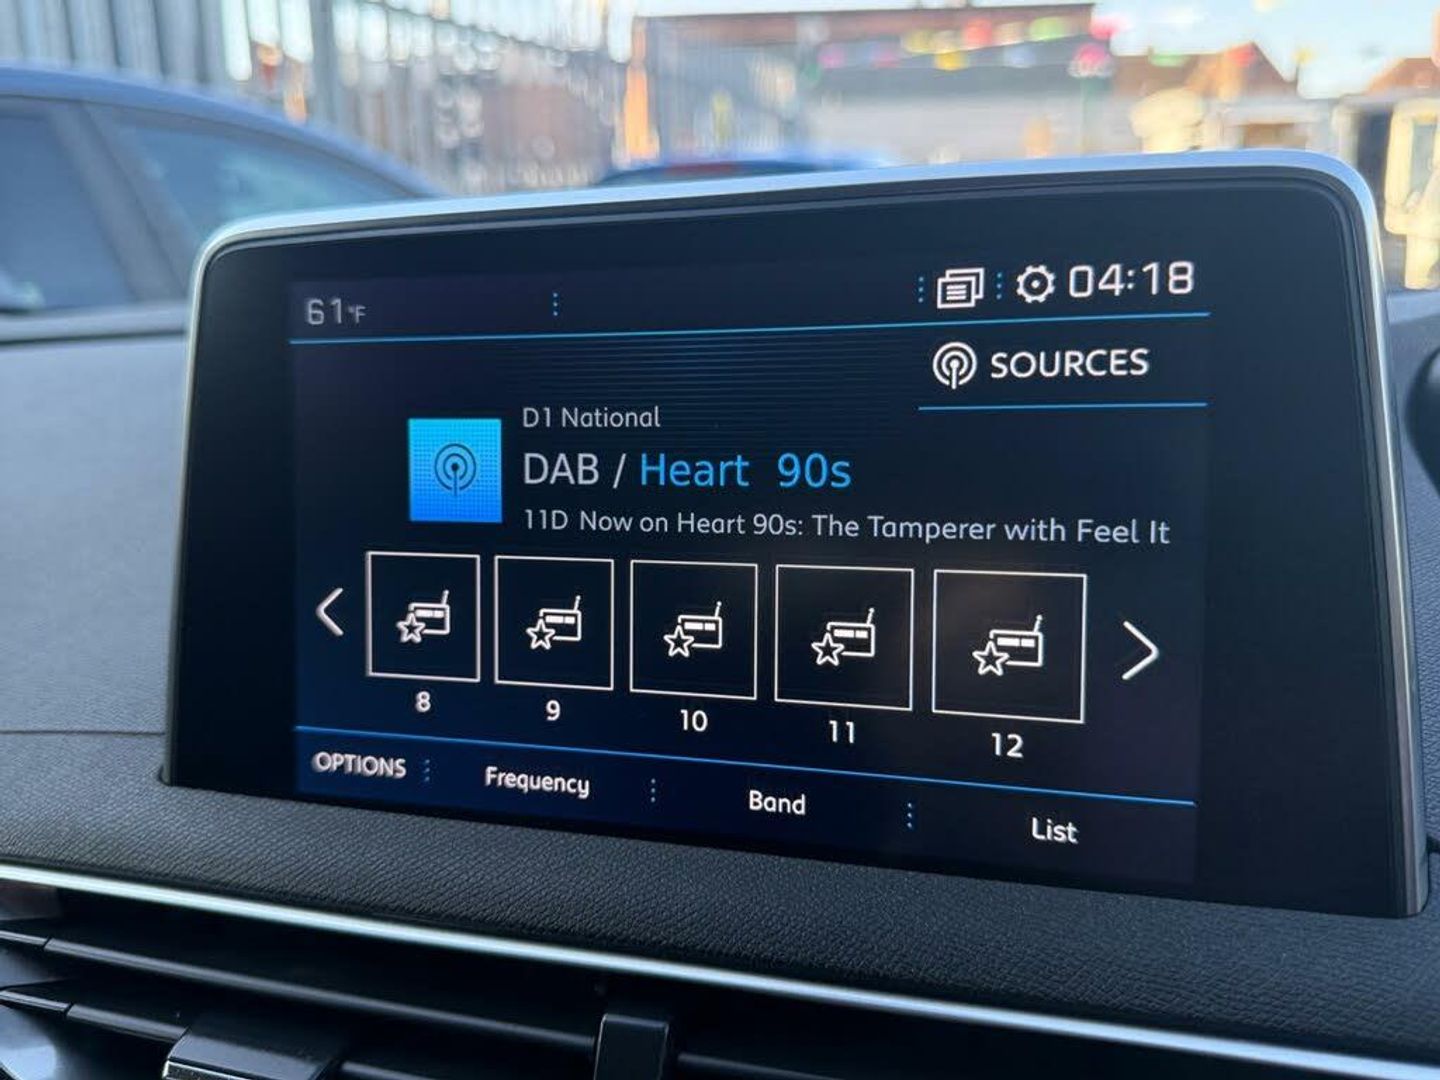 61°F
04:18
SOURCES
D1 National
DAB / Heart 90s
11D Now on Heart 90s: The Tamperer with Feel It
8 9 10 11 12
OPTIONS Frequency Band List